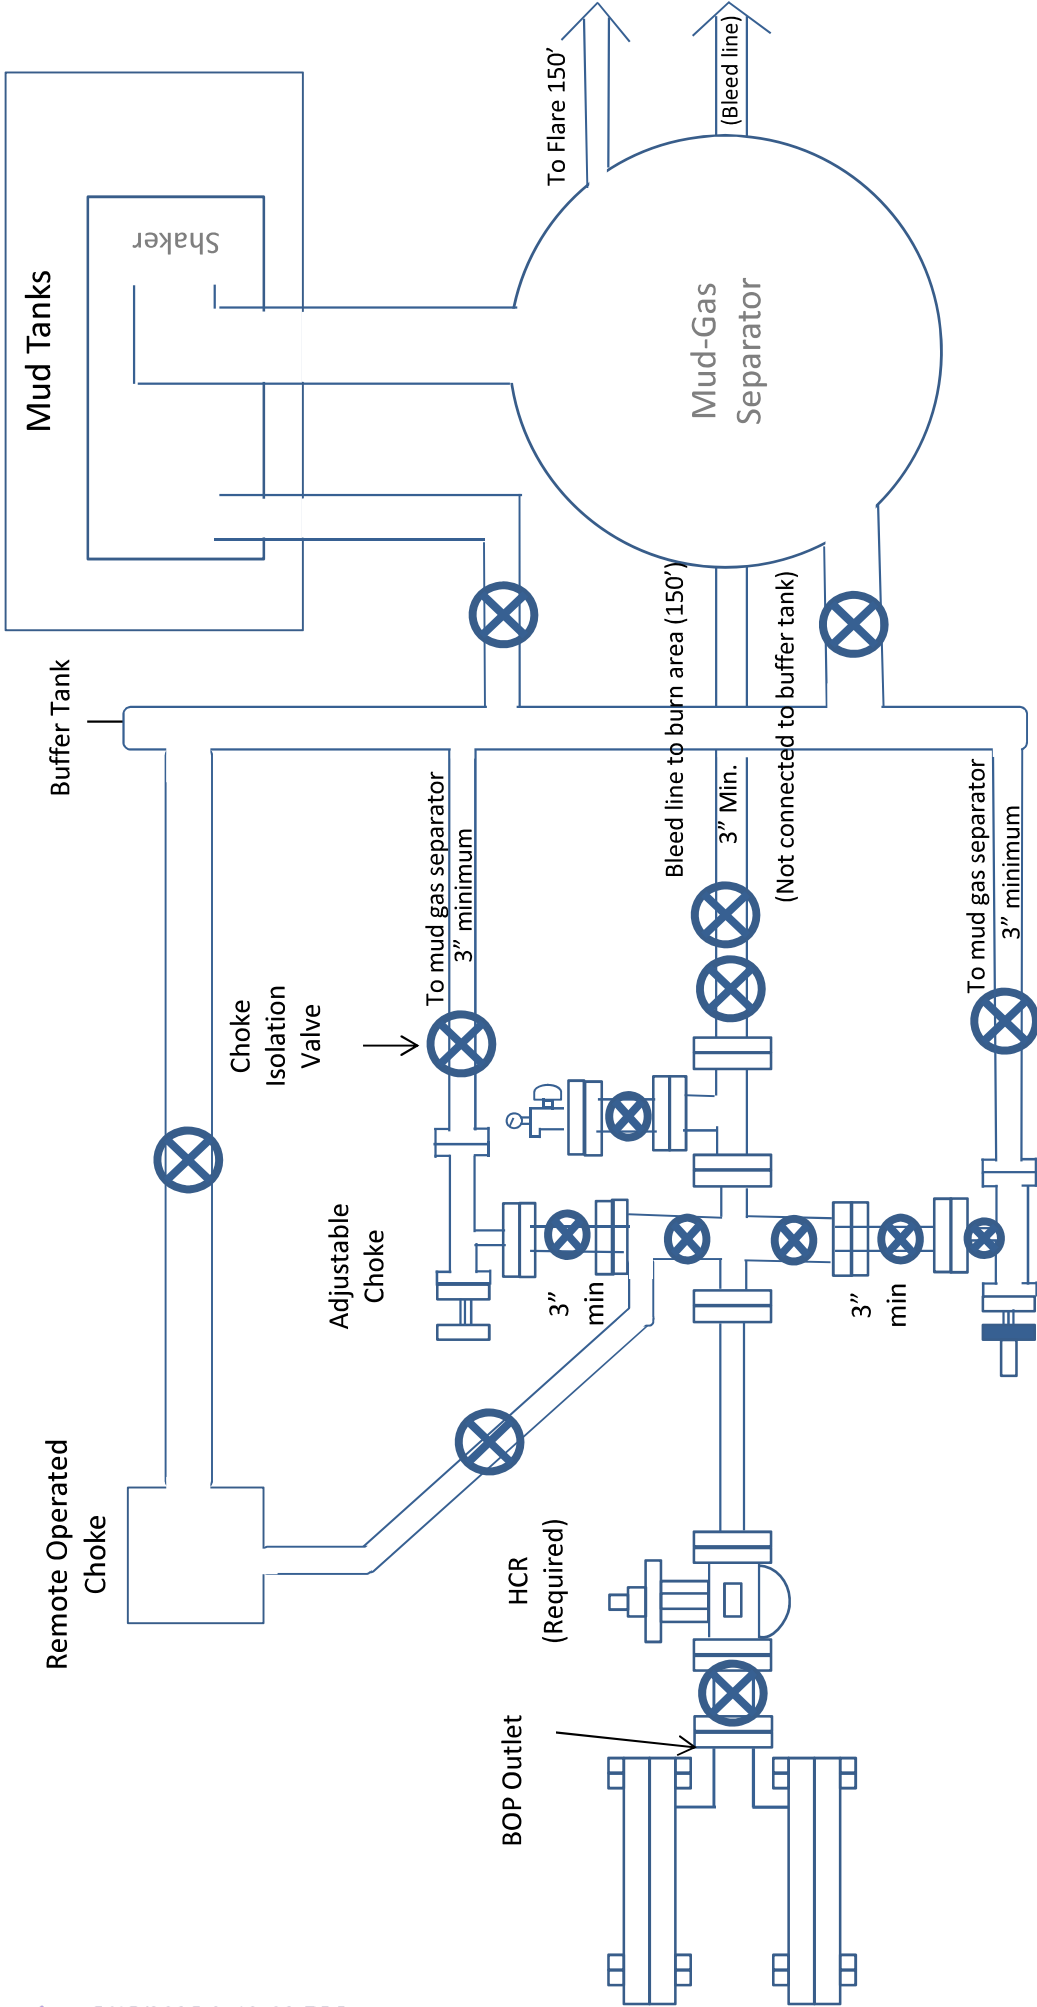 Mud Tanks
Shaker
To Flare 150’
(Bleed line)
Mud-Gas
Separator
Buffer Tank
Bleed line to burn area (150’)
3” Min.
(Not connected to buffer tank)
To mud gas separator
3” minimum
To mud gas separator
3” minimum
Choke
Isolation
Valve
Adjustable
Choke
3”
min
3”
min
Remote Operated
Choke
HCR
(Required)
BOP Outlet